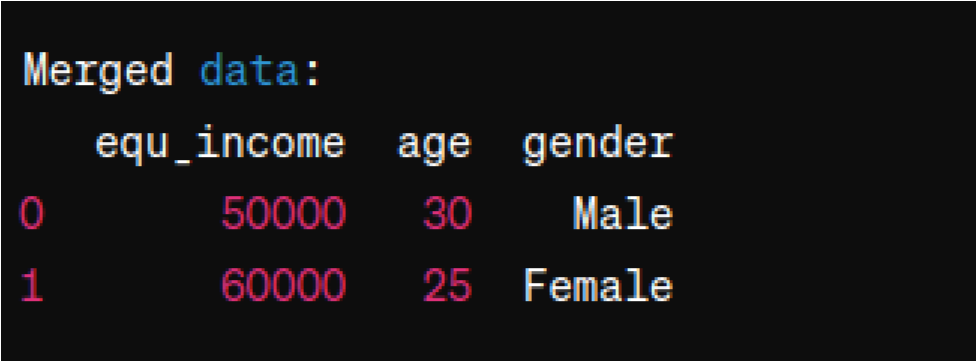 Merged data:
equ_income age gender
0 50000 30 Male
1 60000 25 Female